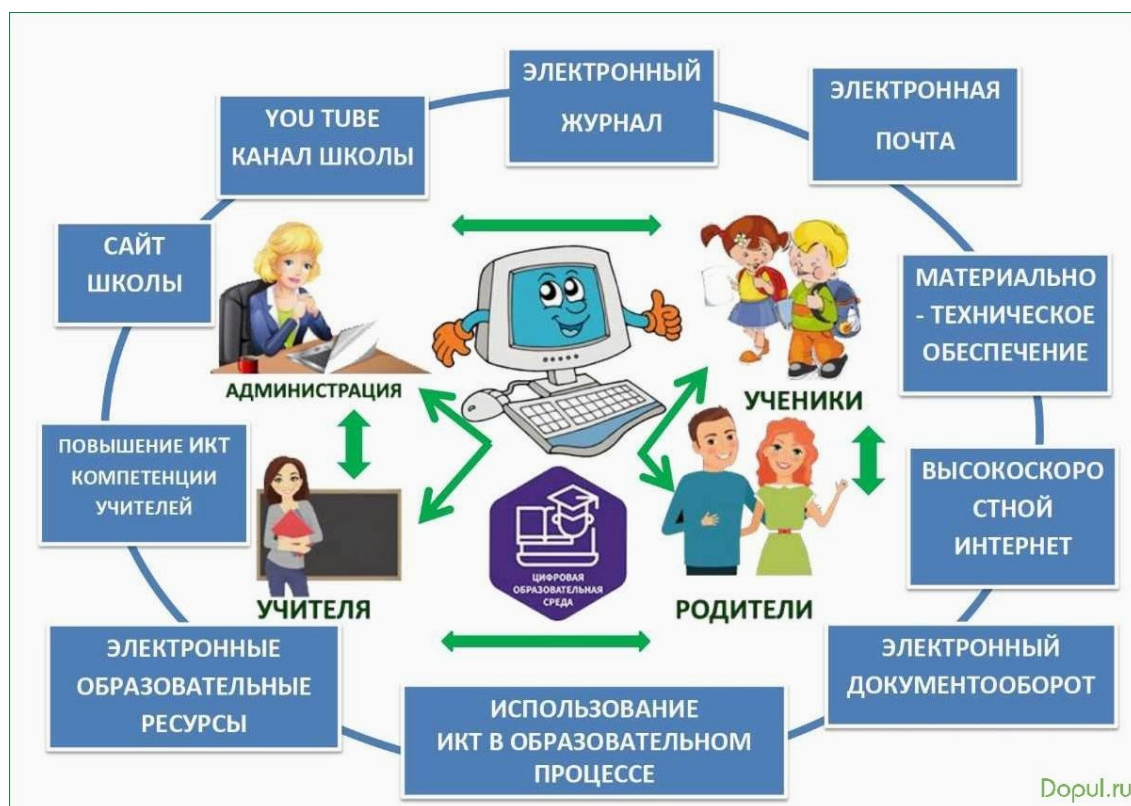 ЭЛЕКТРОННЫЙ
ЖУРНАЛ
ЭЛЕКТРОННАЯ
ПОЧТА
YOU TUBE
КАНАЛ ШКОЛЫ
САЙТ
ШКОЛЫ
МАТЕРИАЛЬНО
- ТЕХНИЧЕСКОЕ
ОБЕСПЕЧЕНИЕ
АДМИНИСТРАЦИЯ
УЧЕНИКИ
ПОВЫШЕНИЕ ИКТ
КОМПЕТЕНЦИИ
УЧИТЕЛЕЙ
ВЫСОКОСКОРО
СТНОЙ
ИНТЕРНЕТ
ЦИФРОВАЯ
ОБРАЗОВАТЕЛЬНАЯ
СРЕДА
УЧИТЕЛЯ
РОДИТЕЛИ
ЭЛЕКТРОННЫЕ
ОБРАЗОВАТЕЛЬНЫЕ
РЕСУРСЫ
ЭЛЕКТРОННЫЙ
ДОКУМЕНТООБОРОТ
ИСПОЛЬЗОВАНИЕ
ИКТ В ОБРАЗОВАТЕЛЬНОМ
ПРОЦЕССЕ
Dopul.ru